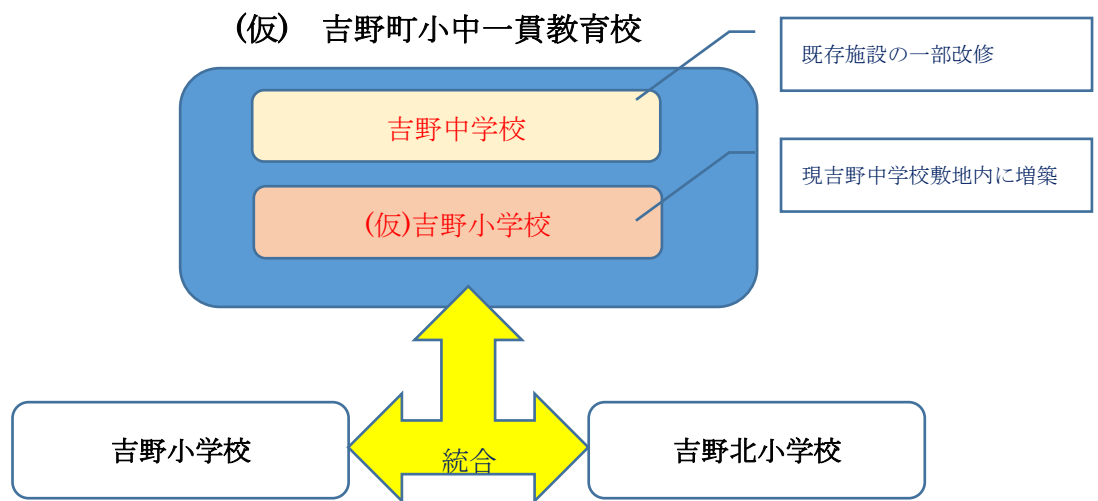 (仮)　吉野町小中一貫教育校
既存施設の一部改修
吉野中学校
現吉野中学校敷地内に増築
(仮)吉野小学校
吉野小学校
統合
吉野北小学校